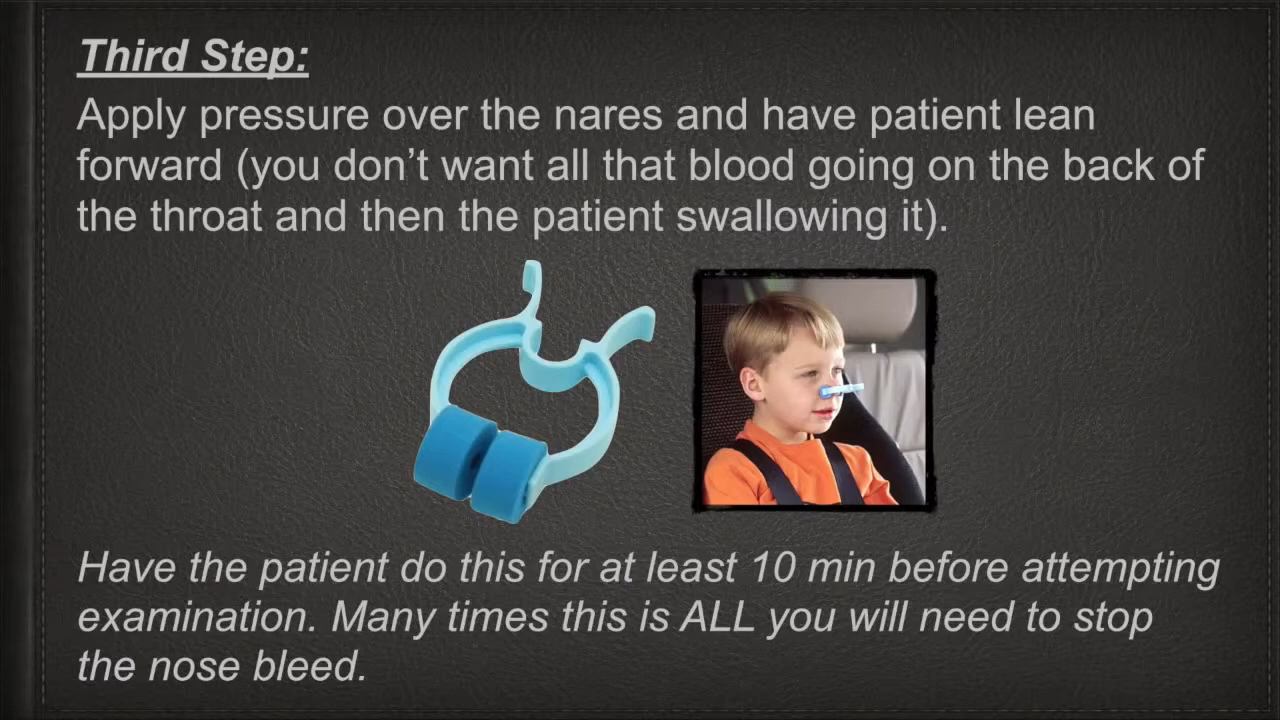 Third Step:
Apply pressure over the nares and have patient lean
forward (you don’t want all that blood going on the back of
the throat and then the patient swallowing it).
Have the patient do this for at least 10 min before attempting
examination. Many times this is ALL you will need to stop
the nose bleed.